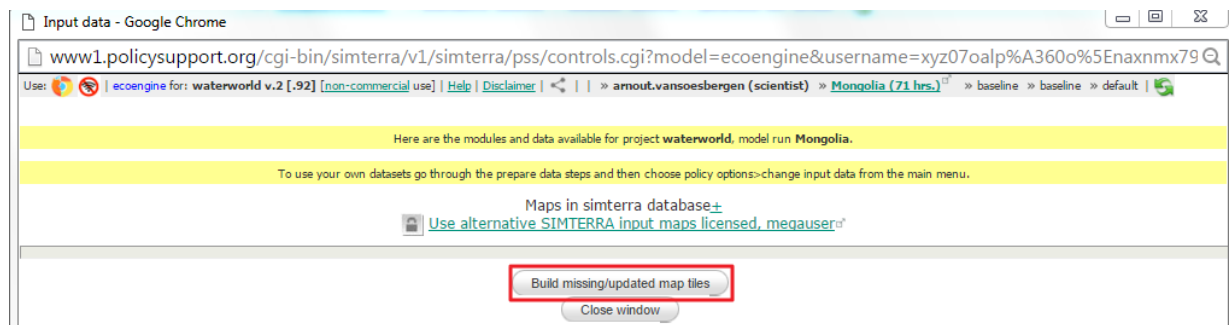 Input data - Google Chrome
www1.policysupport.org/cgi-bin/simterra/v1/simterra/pss/controls.cgi?model=ecoengine&username=xyz07oalp%A360o%5Enaxnmx79
Use: | ecoengine for: waterworld v.2 [.92] [non-commercial use] | Help | Disclaimer | | | » arnout.vansoesbergen (scientist) » Mongolia (71 hrs.) » baseline » baseline » default |
Here are the modules and data available for project waterworld, model run Mongolia.
To use your own datasets go through the prepare data steps and then choose policy options>change input data from the main menu.
Maps in simterra database+
Use alternative SIMTERRA input maps licensed, megauser
Build missing/updated map tiles
Close window